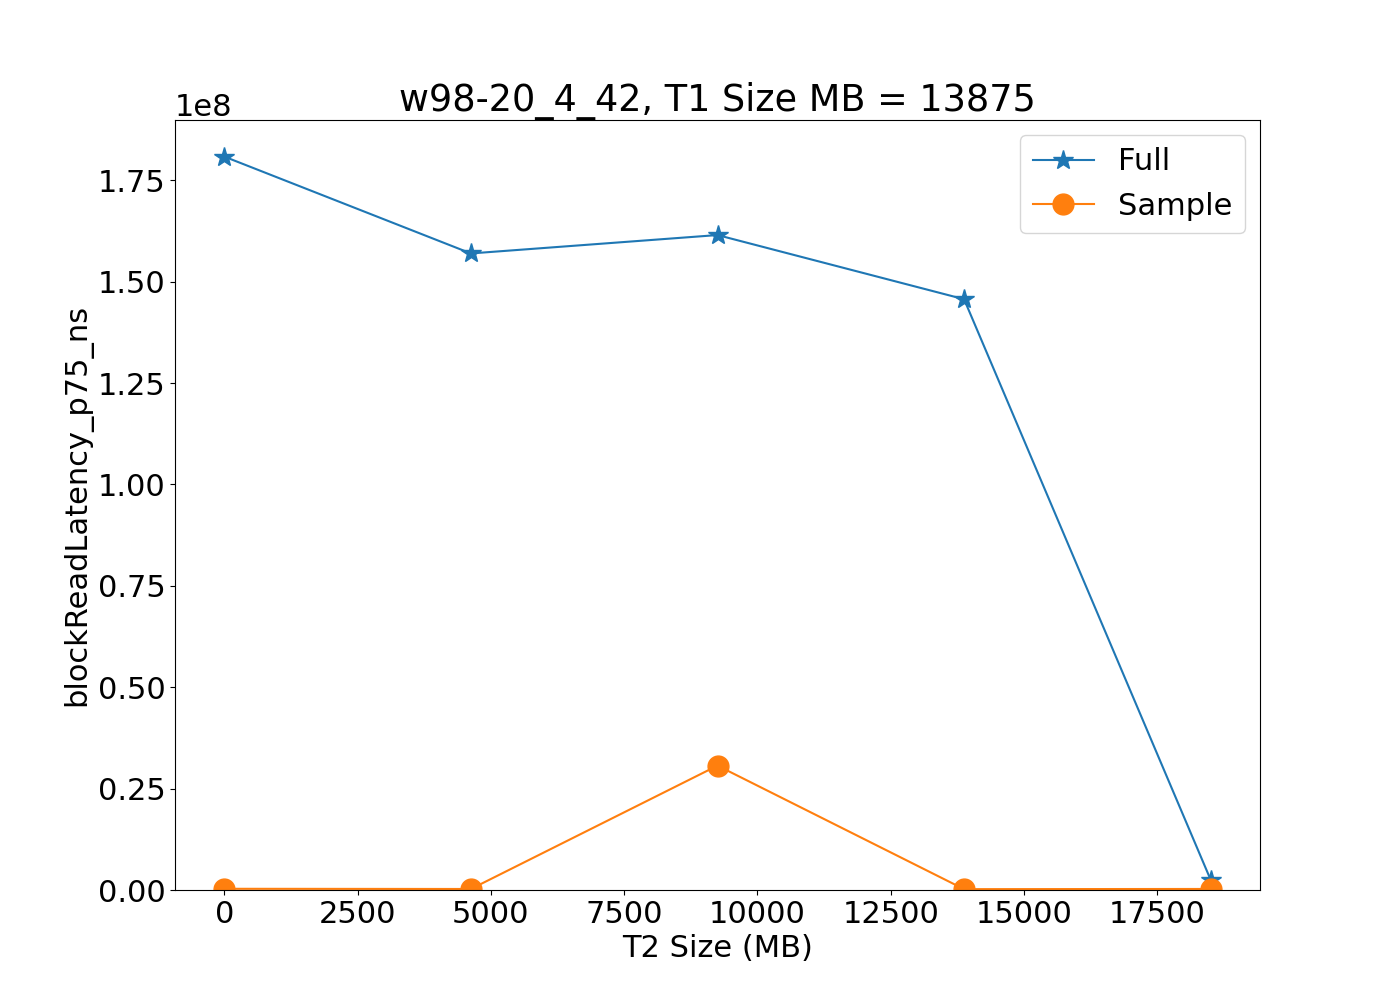 w98-20_4_42, T1 Size MB = 13875
1e8
Full
Sample
1.75
1.50
1.25
1.00
0.75
0.50
0.25
0.00
blockReadLatency_p75_ns
0 2500 5000 7500 10000 12500 15000 17500
T2 Size (MB)